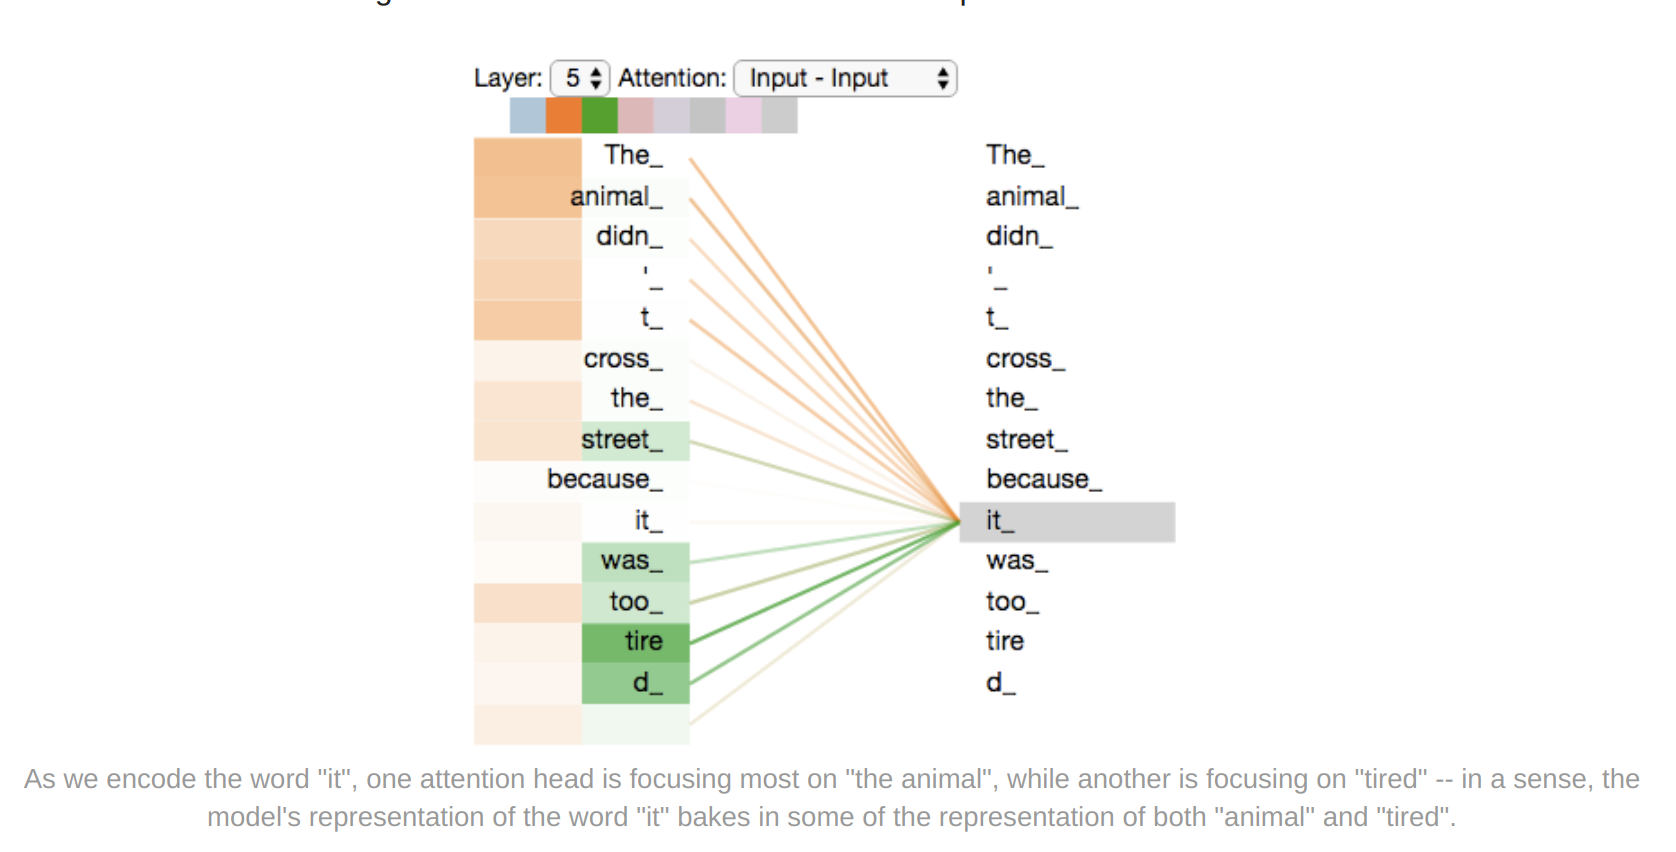 Layer: 5 Attention: Input - Input
The_ The_
animal_ animal_
didn_ didn_
'_ '_
t_ t_
cross_ cross_
the_ the_
street_ street_
because_ because_
it_ it_
was_ was_
too_ too_
tire tire
d_ d_
As we encode the word "it", one attention head is focusing most on "the animal", while another is focusing on "tired" -- in a sense, the
model's representation of the word "it" bakes in some of the representation of both "animal" and "tired".